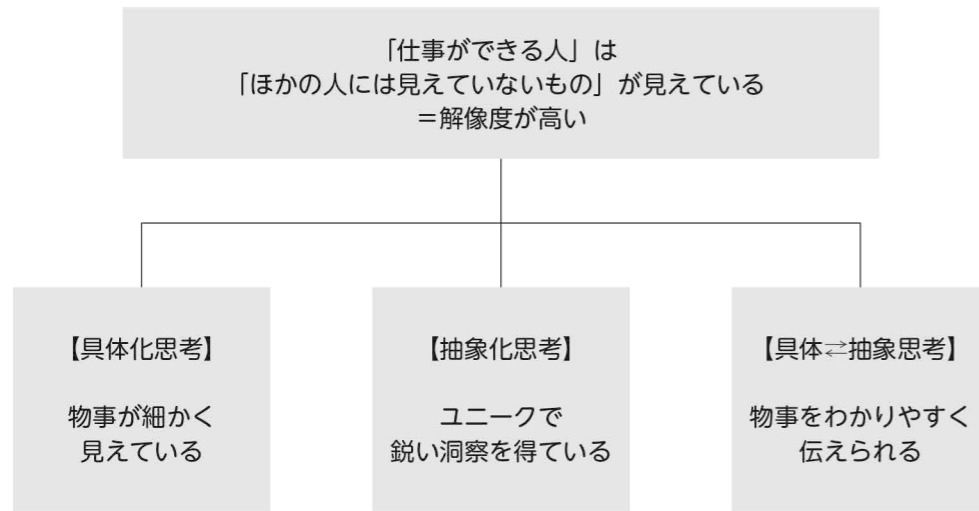 「仕事ができる人」は
「ほかの人には見えていないもの」が見えている
＝解像度が高い
【具体化思考】
物事が細かく
見えている
【抽象化思考】
ユニークで
鋭い洞察を得ている
【具体⇄抽象思考】
物事をわかりやすく
伝えられる